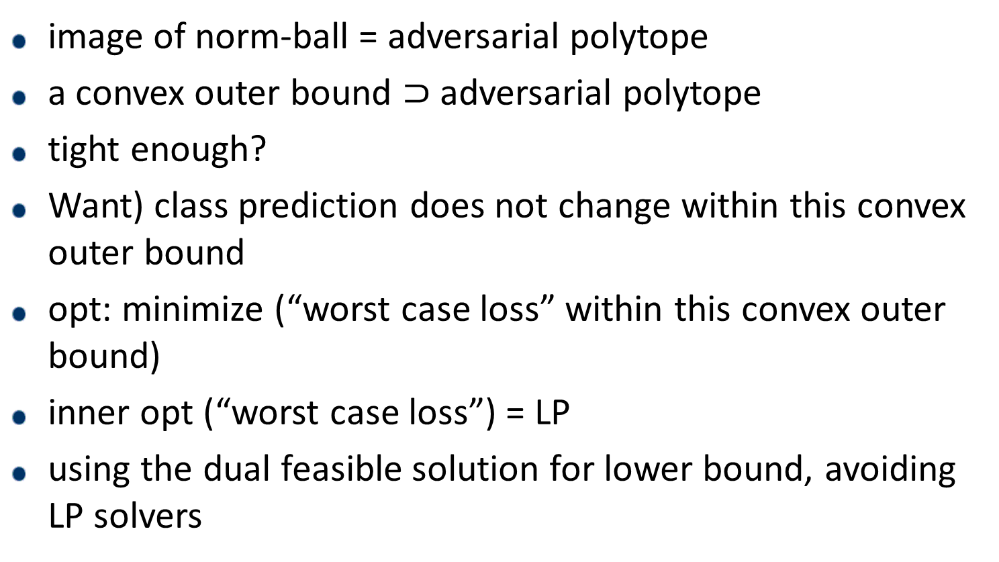 • image of norm-ball = adversarial polytope
• a convex outer bound ⊃ adversarial polytope
• tight enough?
• Want) class prediction does not change within this convex
outer bound
• opt: minimize (“worst case loss” within this convex outer
bound)
• inner opt (“worst case loss”) = LP
• using the dual feasible solution for lower bound, avoiding
LP solvers